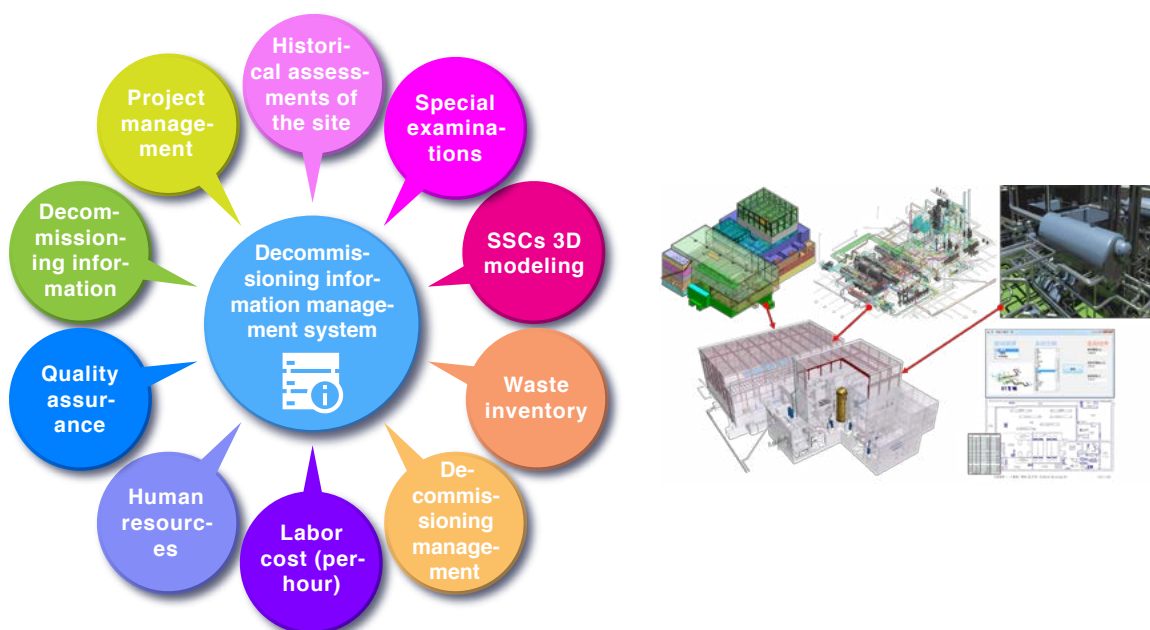 Histori-
cal assess-
ments of
the site
Special
examina-
tions
SSCs 3D
modeling
Waste
inventory
De-
commis-
sioning
manage-
ment
Labor
cost (per-
hour)
Human
resourc-
es
Quality
assur-
ance
Decom-
mission-
ing infor-
mation
Project
manage-
ment
Decommis-
sioning infor-
mation manage-
ment system